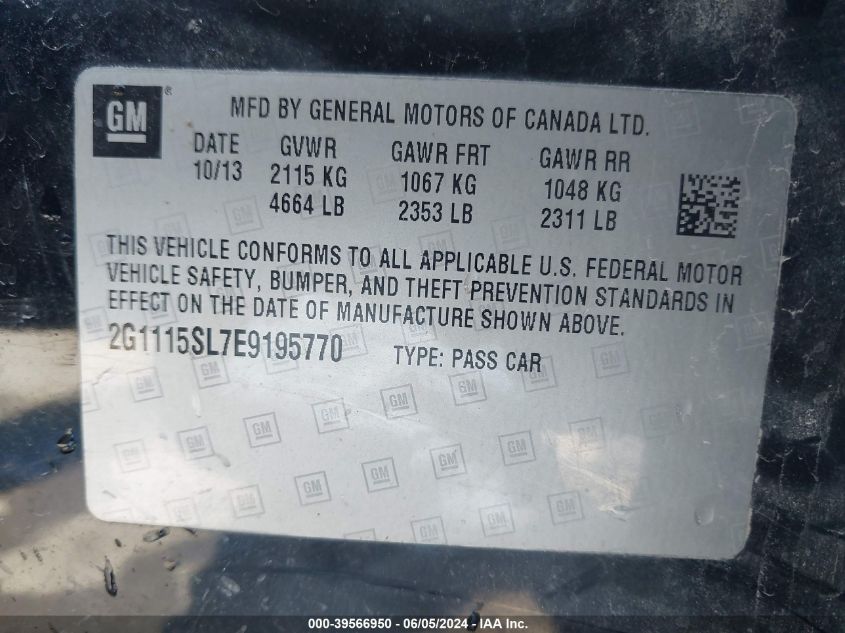 GM®
MFD BY GENERAL MOTORS OF CANADA LTD.
DATE GVWR GAWR FRT GAWR RR
10/13 2115 KG 1067 KG 1048 KG
4664 LB 2353 LB 2311 LB
THIS VEHICLE CONFORMS TO ALL APPLICABLE U.S. FEDERAL MOTOR
VEHICLE SAFETY, BUMPER, AND THEFT PREVENTION STANDARDS IN
EFFECT ON THE DATE OF MANUFACTURE SHOWN ABOVE.
2G1115SL7E9195770 TYPE: PASS CAR
000-39566950 - 06/05/2024 - IAA Inc.